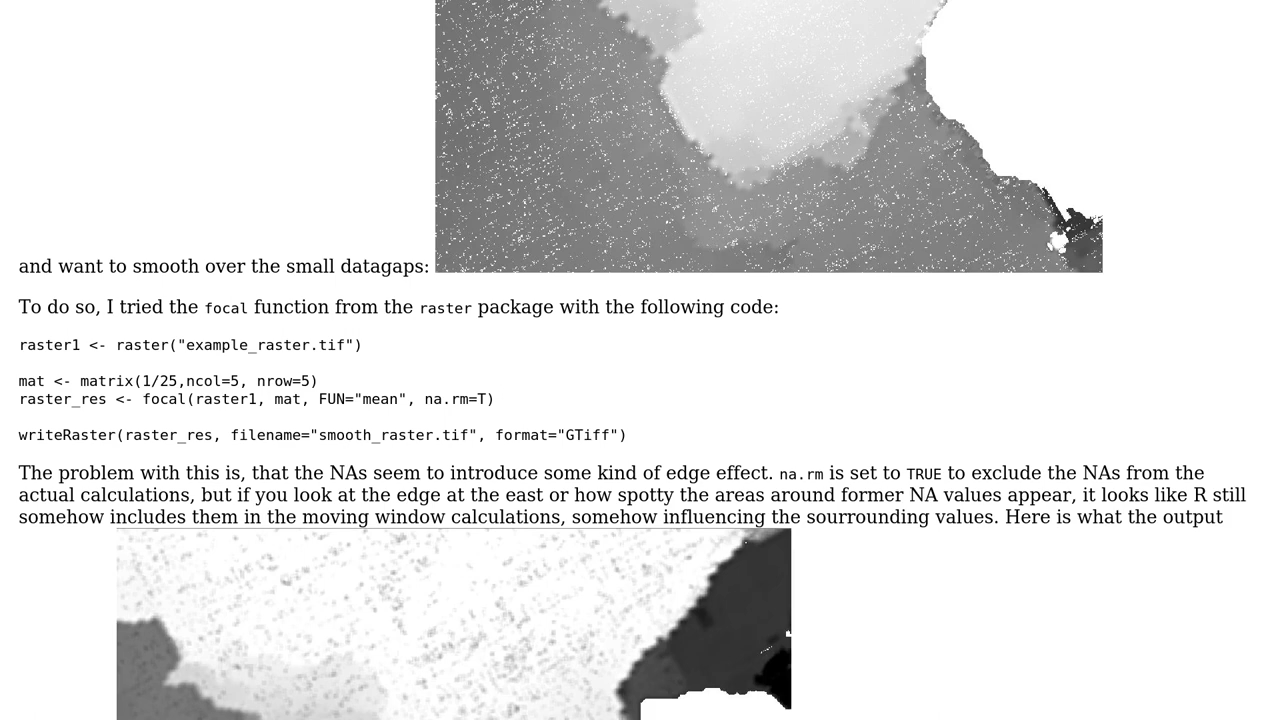 and want to smooth over the small datagaps:
To do so, I tried the focal function from the raster package with the following code:
raster1 <- raster("example_raster.tif")
mat <- matrix(1/25,ncol=5, nrow=5)
raster_res <- focal(raster1, mat, FUN="mean", na.rm=T)
writeRaster(raster_res, filename="smooth_raster.tif", format="GTiff")
The problem with this is, that the NAs seem to introduce some kind of edge effect. na.rm is set to TRUE to exclude the NAs from the
actual calculations, but if you look at the edge at the east or how spotty the areas around former NA values appear, it looks like R still
somehow includes them in the moving window calculations, somehow influencing the sourrounding values. Here is what the output